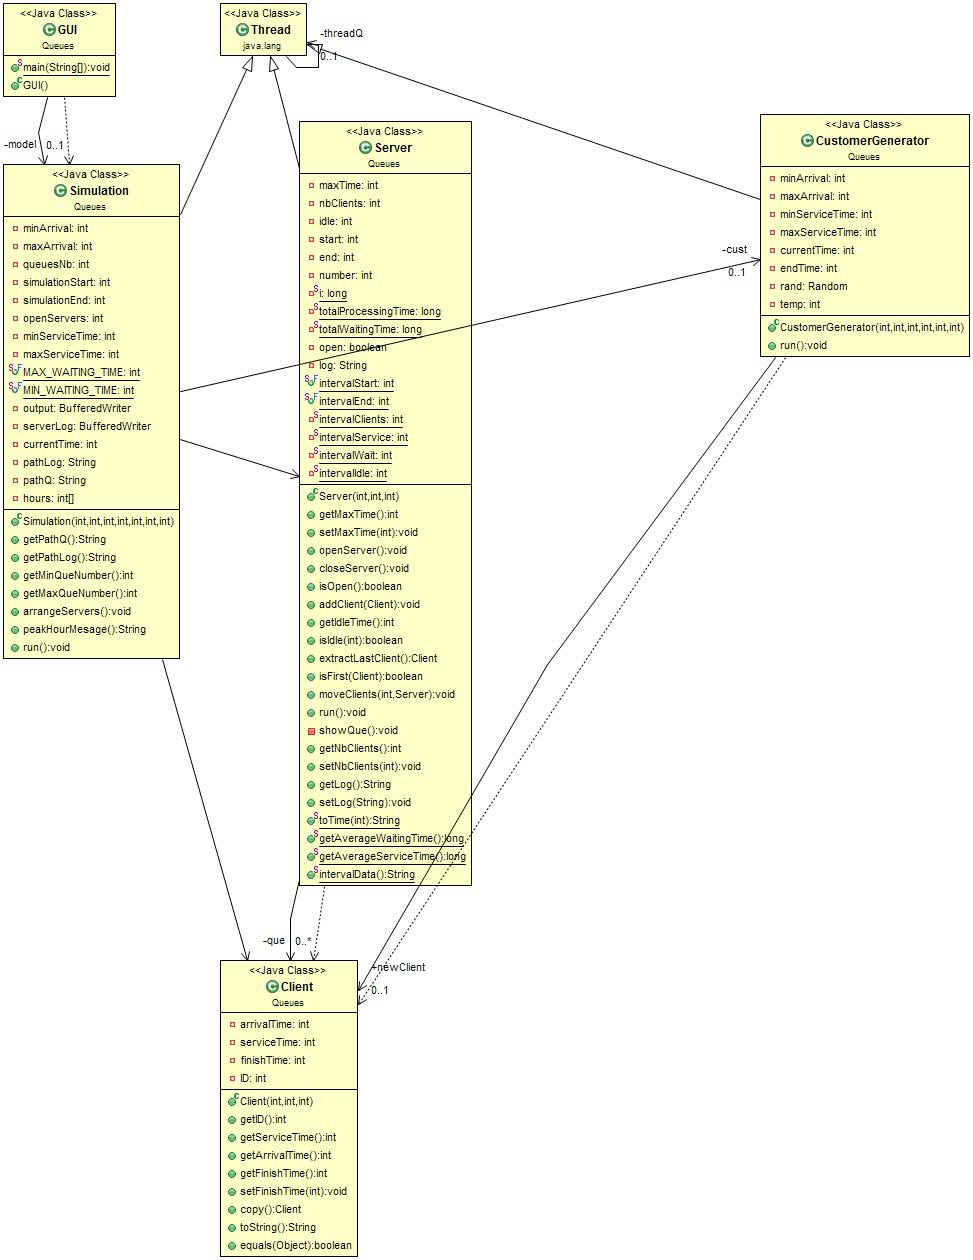 <<Java Class>>
GUI
Queues
main(String[]):void
GUI()
<<Java Class>>
Thread
java.lang
-threadQ
0..1
-model
0..1
<<Java Class>>
Simulation
Queues
minArrival: int
maxArrival: int
queuesNb: int
simulationStart: int
simulationEnd: int
openServers: int
minServiceTime: int
maxServiceTime: int
MAX_WAITING_TIME: int
MIN_WAITING_TIME: int
output: BufferedWriter
serverLog: BufferedWriter
currentTime: int
pathLog: String
pathQ: String
hours: int[]
Simulation(int,int,int,int,int,int,int)
getPathQ():String
getPathLog():String
getMinQueNumber():int
getMaxQueNumber():int
arrangeServers():void
peakHourMesage():String
run():void
<<Java Class>>
Server
Queues
maxTime: int
nbClients: int
idle: int
start: int
end: int
number: int
i: long
totalProcessingTime: long
totalWaitingTime: long
open: boolean
log: String
intervalStart: int
intervalEnd: int
intervalClients: int
intervalService: int
intervalWait: int
intervalIdle: int
Server(int,int,int)
getMaxTime():int
setMaxTime(int):void
openServer():void
closeServer():void
isOpen():boolean
addClient(Client):void
getIdleTime():int
isIdle(int):boolean
extractLastClient():Client
isFirst(Client):boolean
moveClients(int,Server):void
run():void
showQue():void
getNbClients():int
setNbClients(int):void
getLog():String
setLog(String):void
toTime(int):String
getAverageWaitingTime():long
getAverageServiceTime():long
intervalData():String
<<Java Class>>
CustomerGenerator
Queues
minArrival: int
maxArrival: int
minServiceTime: int
maxServiceTime: int
currentTime: int
endTime: int
rand: Random
temp: int
CustomerGenerator(int,int,int,int,int,int)
run():void
-cust
0..1
-que
0..*
+newClient
0..1
<<Java Class>>
Client
Queues
arrivalTime: int
serviceTime: int
finishTime: int
ID: int
Client(int,int,int)
getID():int
getServiceTime():int
getArrivalTime():int
getFinishTime():int
setFinishTime(int):void
copy():Client
toString():String
equals(Object):boolean